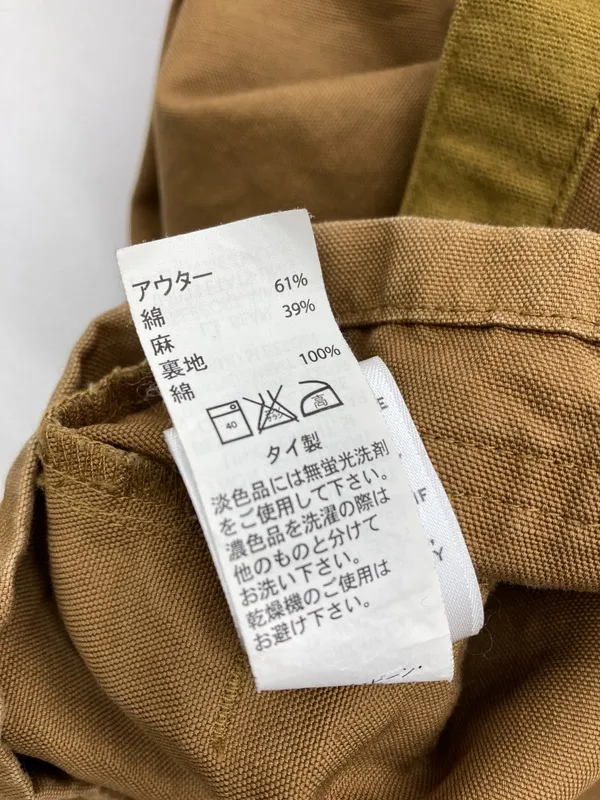 アウター
綿 61%
麻 39%
裏地
綿 100%
40
高
タイ製
淡色品には無蛍光洗剤
をご使用して下さい。
濃色品を洗濯の際は
他のものと分けて
お洗い下さい。
乾燥機のご使用は
お避け下さい。
E
Y